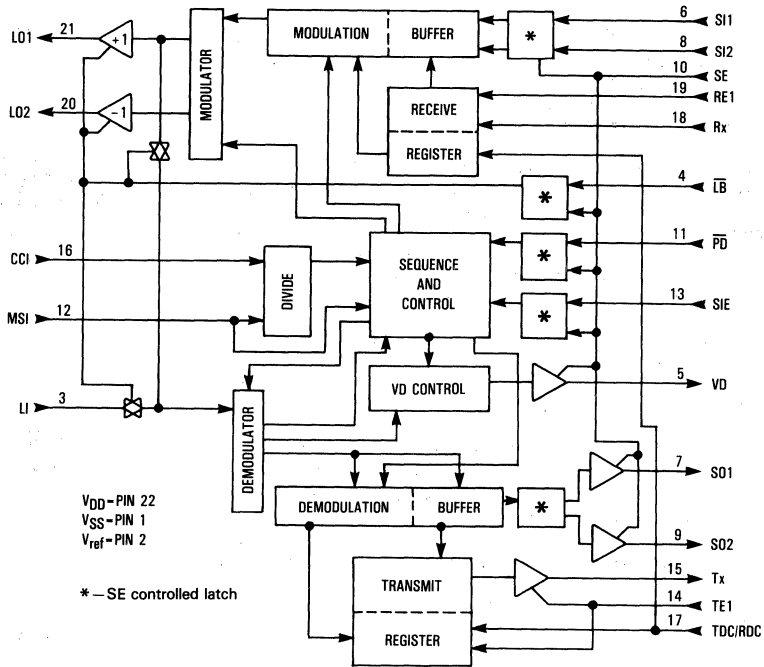 6 SI1
21 LO1 +1 MODULATION BUFFER * 8 SI2
10 SE
19 RE1
20 LO2 −1 MODULATOR RECEIVE 18 Rx
REGISTER
4 LB
*
11 PD
16 CCI SEQUENCE AND CONTROL *
DIVIDE
12 MSI 13 SIE
*
5 VD
3 LI VD CONTROL
DEMODULATOR
7 SO1
DEMODULATION BUFFER *
VDD = PIN 22
VSS = PIN 1
Vref = PIN 2
9 SO2
15 Tx
TRANSMIT
* — SE controlled latch
14 TE1
17 TDC/RDC
REGISTER